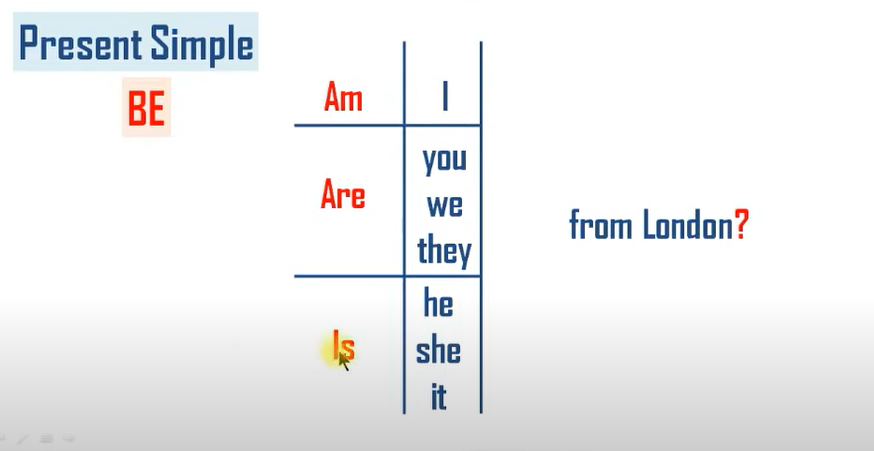 Present Simple
BE
Am I
Are you
we
they
Is he
she
it
from London?